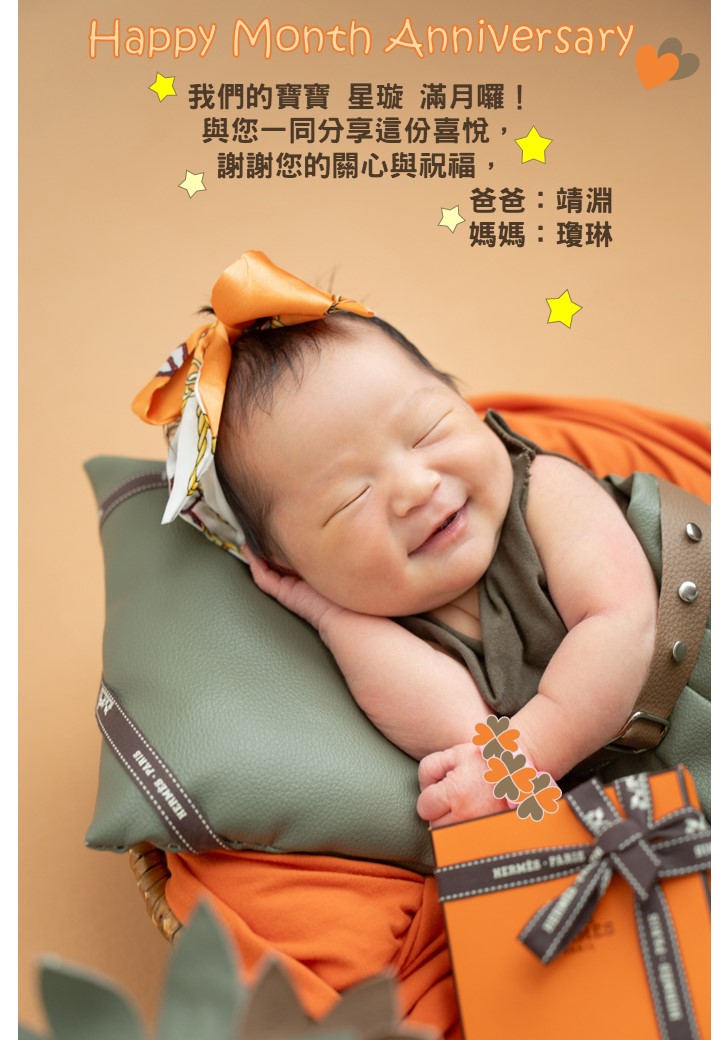 Happy Month Anniversary
我們的寶寶 星璇 滿月囉！
與您一同分享這份喜悅，
謝謝您的關心與祝福，
爸爸：靖淵
媽媽：瓊琳
HERMÈS · PARIS
HERMÈS · PARIS